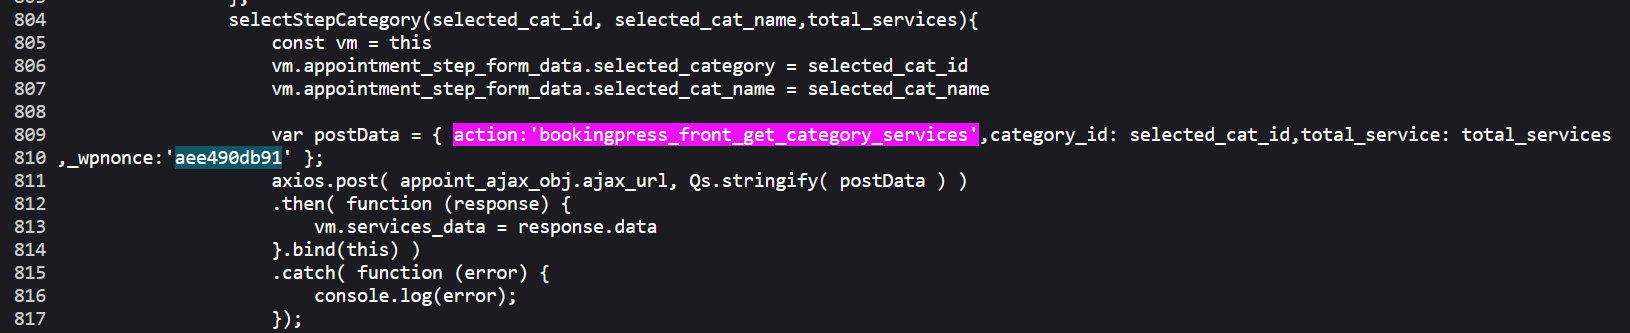 804 selectStepCategory(selected_cat_id, selected_cat_name,total_services){
805 const vm = this
806 vm.appointment_step_form_data.selected_category = selected_cat_id
807 vm.appointment_step_form_data.selected_cat_name = selected_cat_name
808
809 var postData = { action:'bookingpress_front_get_category_services',category_id: selected_cat_id,total_service: total_services
810 ,_wpnonce:'aee490db91' };
811 axios.post( appoint_ajax_obj.ajax_url, Qs.stringify( postData ) )
812 .then( function (response) {
813 vm.services_data = response.data
814 }.bind(this) )
815 .catch( function (error) {
816 console.log(error);
817 });